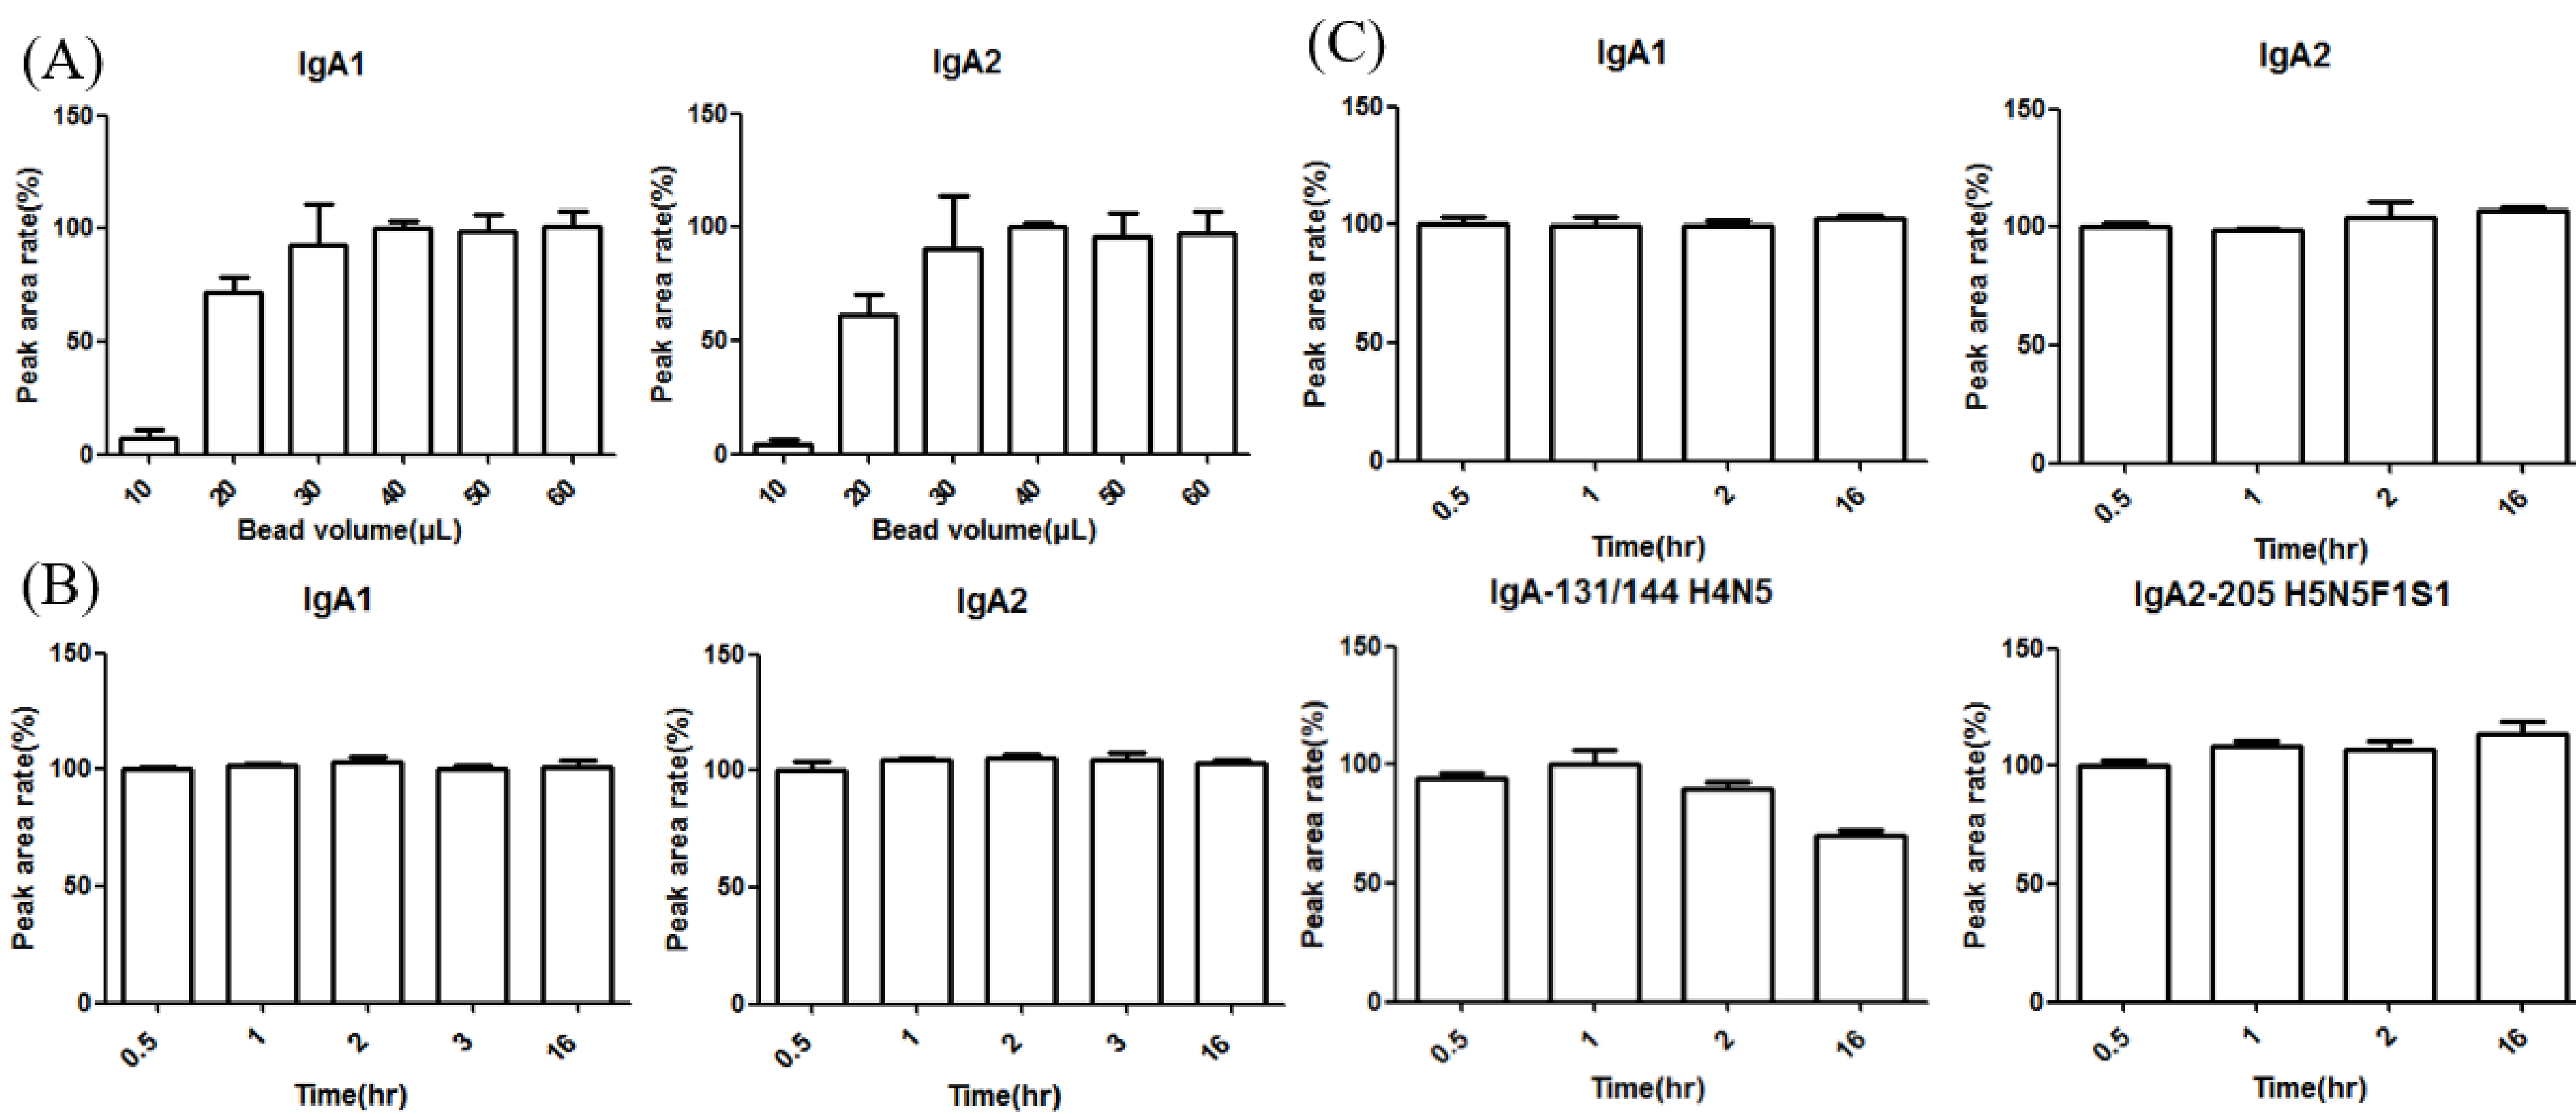 (A)
IgA1
150
100
50
0
Peak area rate(%)
10 20 30 40 50 60
Bead volume(µL)
IgA2
150
100
50
0
Peak area rate(%)
10 20 30 40 50 60
Bead volume(µL)
(B)
IgA1
150
100
50
0
Peak area rate(%)
0.5 1 2 3 16
Time(hr)
IgA2
150
100
50
0
Peak area rate(%)
0.5 1 2 3 16
Time(hr)
(C)
IgA1
150
100
50
0
Peak area rate(%)
0.5 1 2 16
Time(hr)
IgA2
150
100
50
0
Peak area rate(%)
0.5 1 2 16
Time(hr)
IgA-131/144 H4N5
150
100
50
0
Peak area rate(%)
0.5 1 2 16
Time(hr)
IgA2-205 H5N5F1S1
150
100
50
0
Peak area rate(%)
0.5 1 2 16
Time(hr)